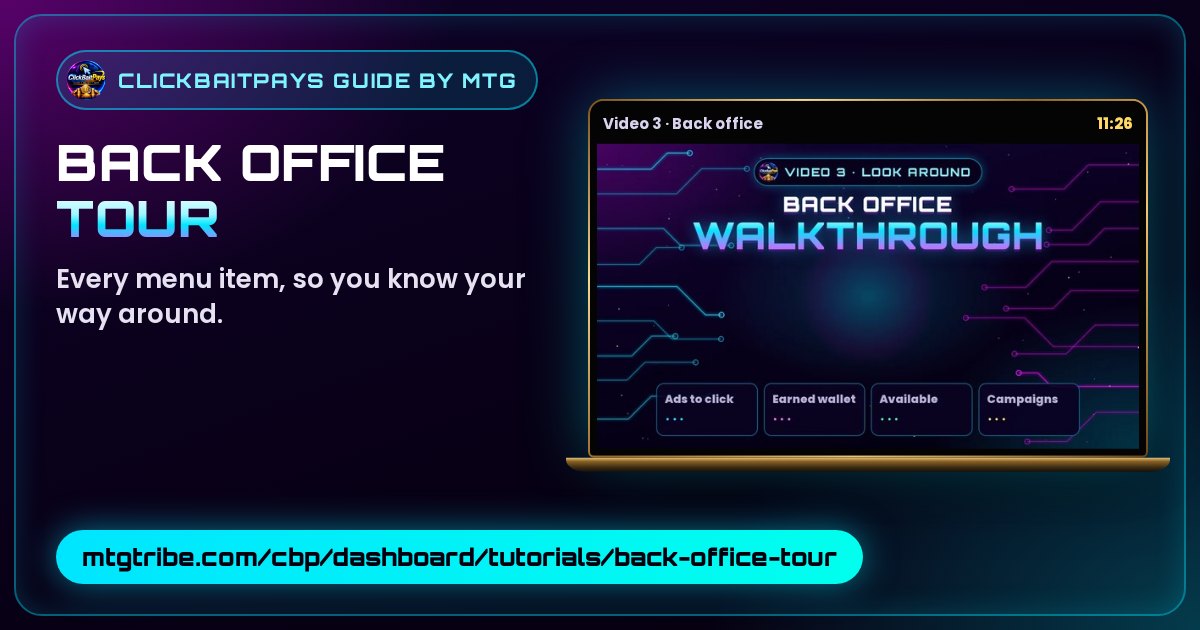 ClickBaitPays
CLICKBAITPAYS GUIDE BY MTG
BACK OFFICE
TOUR
Every menu item, so you know your
way around.
Video 3 · Back office
11:26
VIDEO 3 · LOOK AROUND
BACK OFFICE
WALKTHROUGH
Ads to click
...
Earned wallet
...
Available
...
Campaigns
...
mtgtribe.com/cbp/dashboard/tutorials/back-office-tour